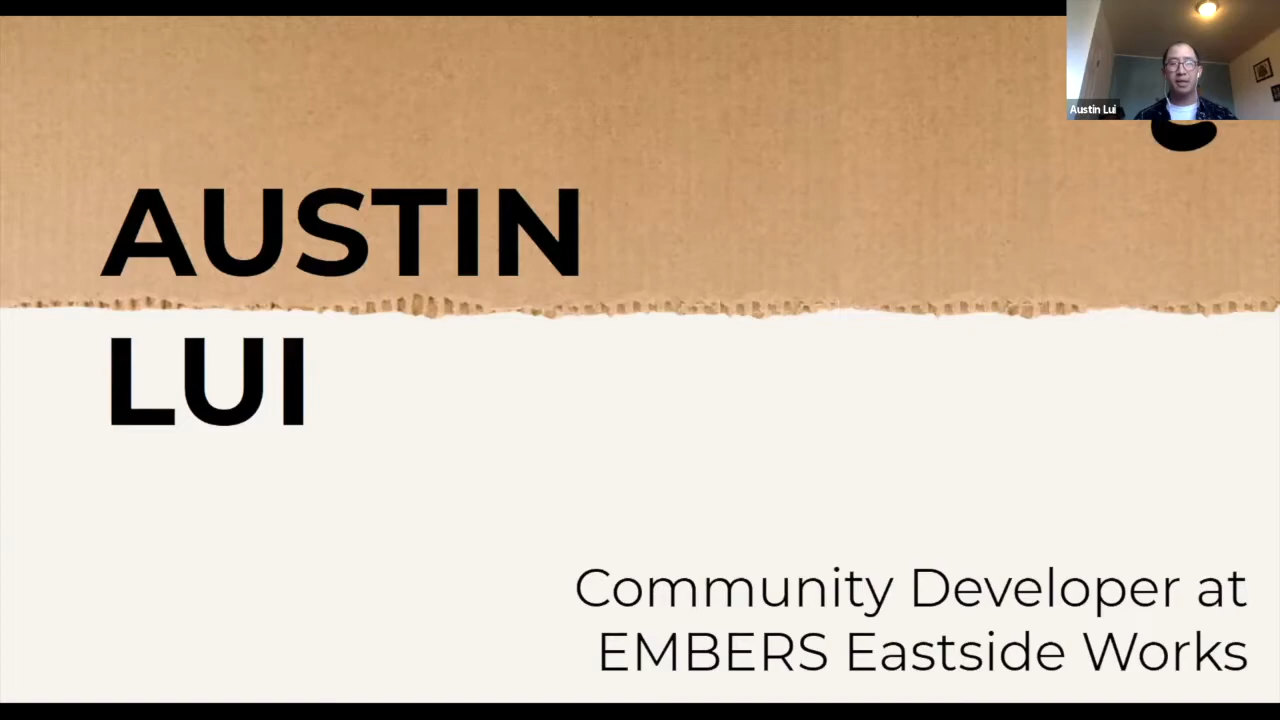 Austin Lui
AUSTIN
LUI
Community Developer at
EMBERS Eastside Works